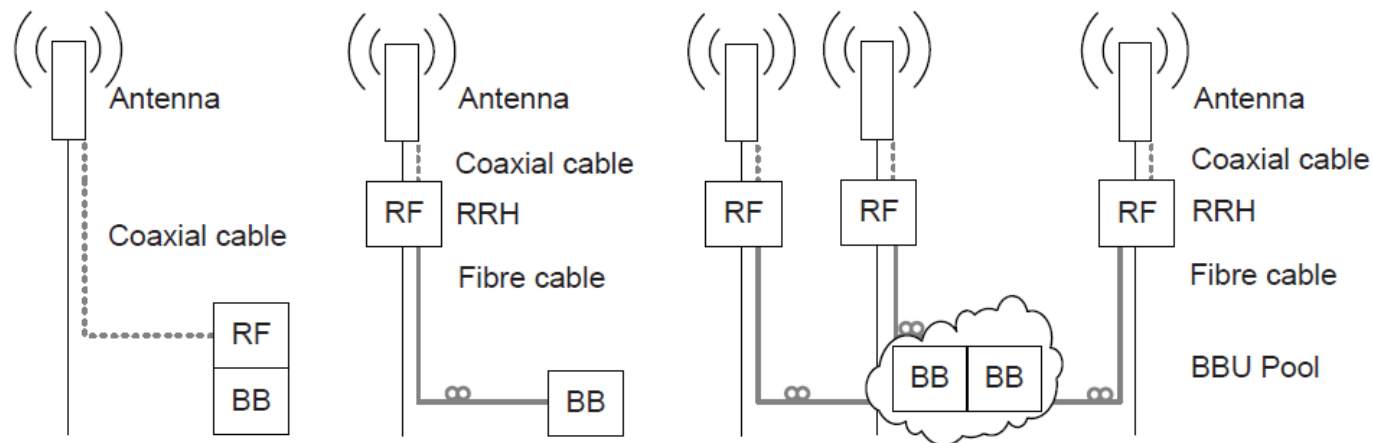 Antenna
Coaxial cable
RF
BB
Antenna
Coaxial cable
RF
RRH
Fibre cable
BB
RF
RF
BB
BB
Antenna
Coaxial cable
RF
RRH
Fibre cable
BBU Pool